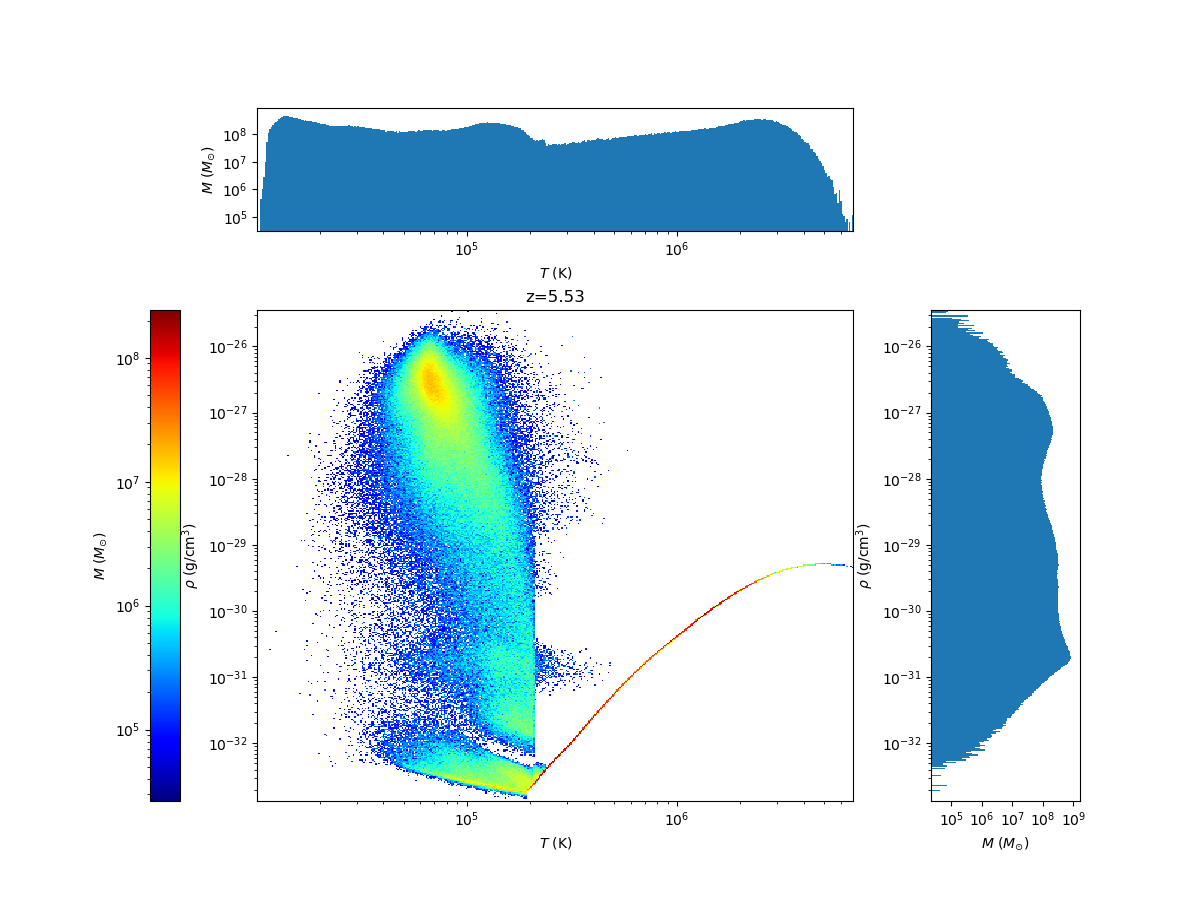 10⁸
10⁷
10⁶
10⁵
M (M☉)
10⁵ 10⁶
T (K)
z=5.53
10⁸
10⁷
10⁶
10⁵
M (M☉)
10⁻²⁶
10⁻²⁷
10⁻²⁸
10⁻²⁹
10⁻³⁰
10⁻³¹
10⁻³²
ρ (g/cm³)
10⁵ 10⁶
T (K)
10⁻²⁶
10⁻²⁷
10⁻²⁸
10⁻²⁹
10⁻³⁰
10⁻³¹
10⁻³²
ρ (g/cm³)
10⁵ 10⁶ 10⁷ 10⁸ 10⁹
M (M☉)